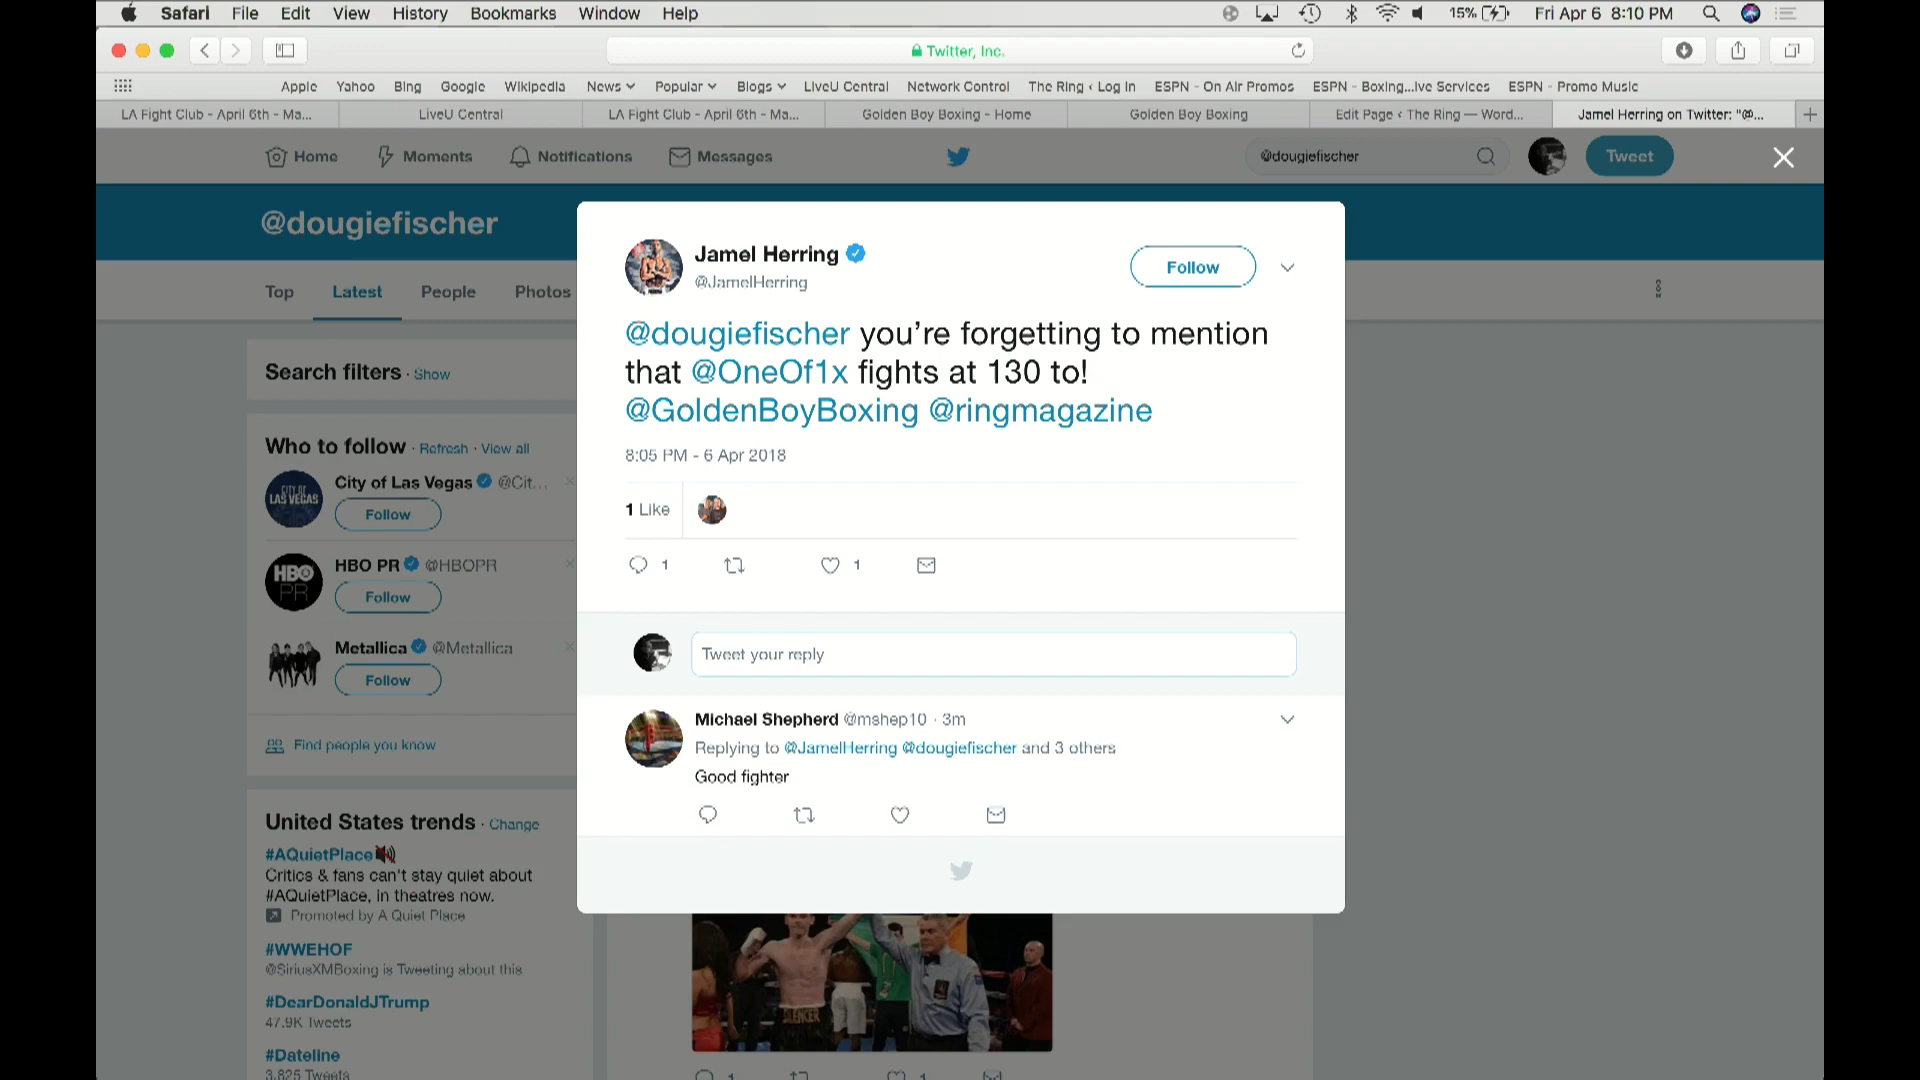 Safari File Edit View History Bookmarks Window Help 15% Fri Apr 6 8:10 PM
Twitter, Inc.
Apple Yahoo Bing Google Wikipedia News Popular Blogs LiveU Central Network Control The Ring ‹ Log In ESPN - On Air Promos ESPN - Boxing...ive Services ESPN - Promo Music
LA Fight Club - April 6th - Ma... LiveU Central LA Fight Club - April 6th - Ma... Golden Boy Boxing - Home Golden Boy Boxing Edit Page ‹ The Ring — Word... Jamel Herring on Twitter: "@...
Home Moments Notifications Messages @dougiefischer Tweet
@dougiefischer
Top Latest People Photos
Search filters · Show
Who to follow · Refresh · View all
City of Las Vegas @Cit...
CITY OF
LAS VEGAS
Follow
HBO PR @HBOPR
HBO
PR
Follow
Metallica @Metallica
Follow
Find people you know
United States trends · Change
#AQuietPlace
Critics & fans can't stay quiet about
#AQuietPlace, in theatres now.
Promoted by A Quiet Place
#WWEHOF
@SiriusXMBoxing is Tweeting about this
#DearDonaldJTrump
47.9K Tweets
#Dateline
3,825 Tweets
Jamel Herring
@JamelHerring
Follow
@dougiefischer you’re forgetting to mention
that @OneOf1x fights at 130 to!
@GoldenBoyBoxing @ringmagazine
8:05 PM - 6 Apr 2018
1 Like
1 1
Tweet your reply
Michael Shepherd @mshep10 · 3m
Replying to @JamelHerring @dougiefischer and 3 others
Good fighter
SILENCER
1 1